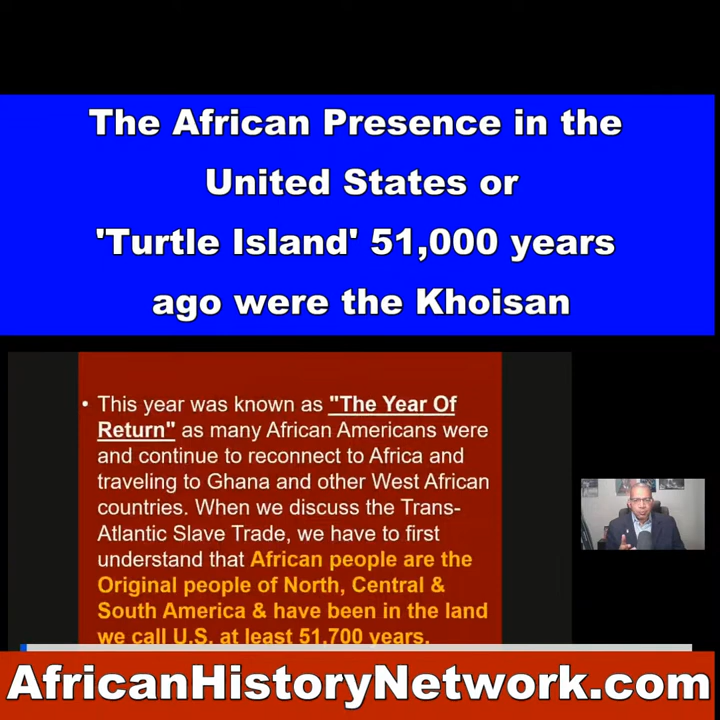 The African Presence in the
United States or
'Turtle Island' 51,000 years
ago were the Khoisan
• This year was known as "The Year Of
Return" as many African Americans were
and continue to reconnect to Africa and
traveling to Ghana and other West African
countries. When we discuss the Trans-
Atlantic Slave Trade, we have to first
understand that African people are the
Original people of North, Central &
South America & have been in the land
we call U.S. at least 51,700 years.
AfricanHistoryNetwork.com